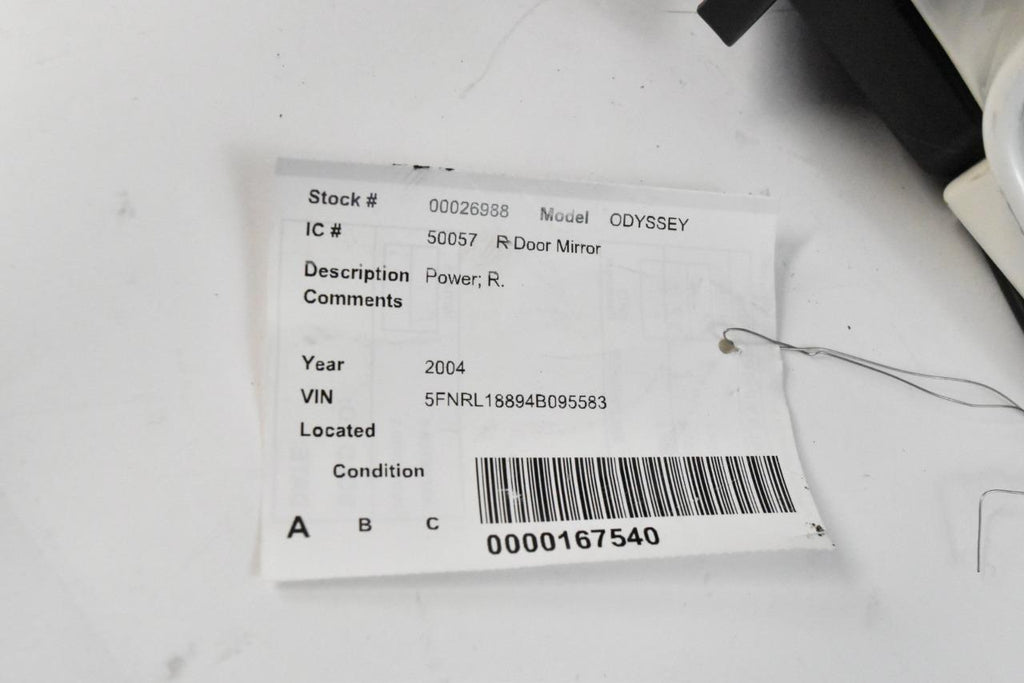 Stock # 00026988 Model ODYSSEY
IC # 50057 R Door Mirror
Description Power; R.
Comments
Year 2004
VIN 5FNRL18894B095583
Located
Condition
A B C
0000167540